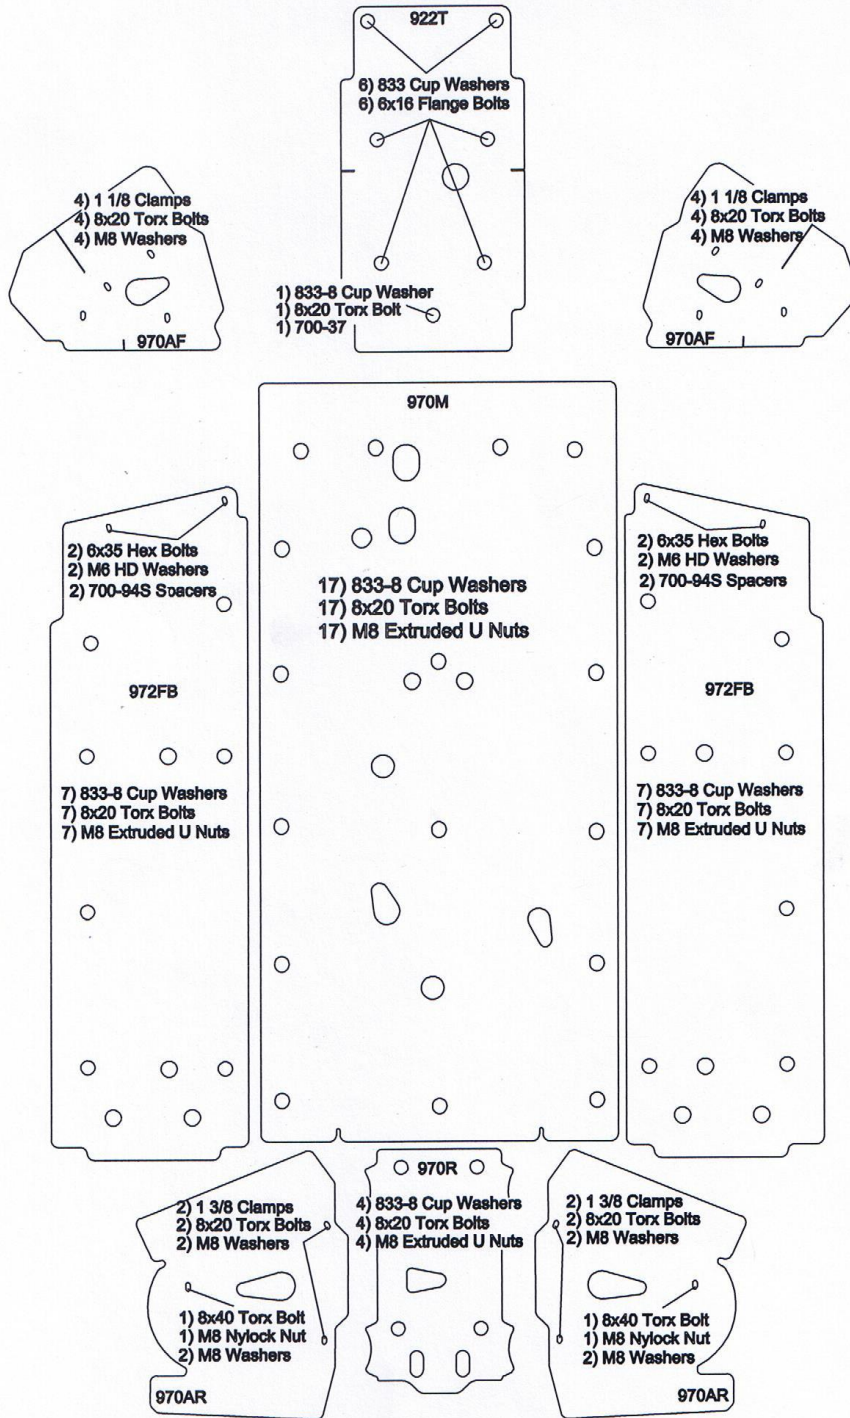 922T
6) 833 Cup Washers
6) 6x16 Flange Bolts
4) 1 1/8 Clamps
4) 8x20 Torx Bolts
4) M8 Washers
970AF
1) 833-8 Cup Washer
1) 8x20 Torx Bolt
1) 700-37
4) 1 1/8 Clamps
4) 8x20 Torx Bolts
4) M8 Washers
970AF
970M
17) 833-8 Cup Washers
17) 8x20 Torx Bolts
17) M8 Extruded U Nuts
2) 6x35 Hex Bolts
2) M6 HD Washers
2) 700-94S Spacers
972FB
7) 833-8 Cup Washers
7) 8x20 Torx Bolts
7) M8 Extruded U Nuts
2) 6x35 Hex Bolts
2) M6 HD Washers
2) 700-94S Spacers
972FB
7) 833-8 Cup Washers
7) 8x20 Torx Bolts
7) M8 Extruded U Nuts
2) 1 3/8 Clamps
2) 8x20 Torx Bolts
2) M8 Washers
1) 8x40 Torx Bolt
1) M8 Nylock Nut
2) M8 Washers
970AR
970R
4) 833-8 Cup Washers
4) 8x20 Torx Bolts
4) M8 Extruded U Nuts
2) 1 3/8 Clamps
2) 8x20 Torx Bolts
2) M8 Washers
1) 8x40 Torx Bolt
1) M8 Nylock Nut
2) M8 Washers
970AR